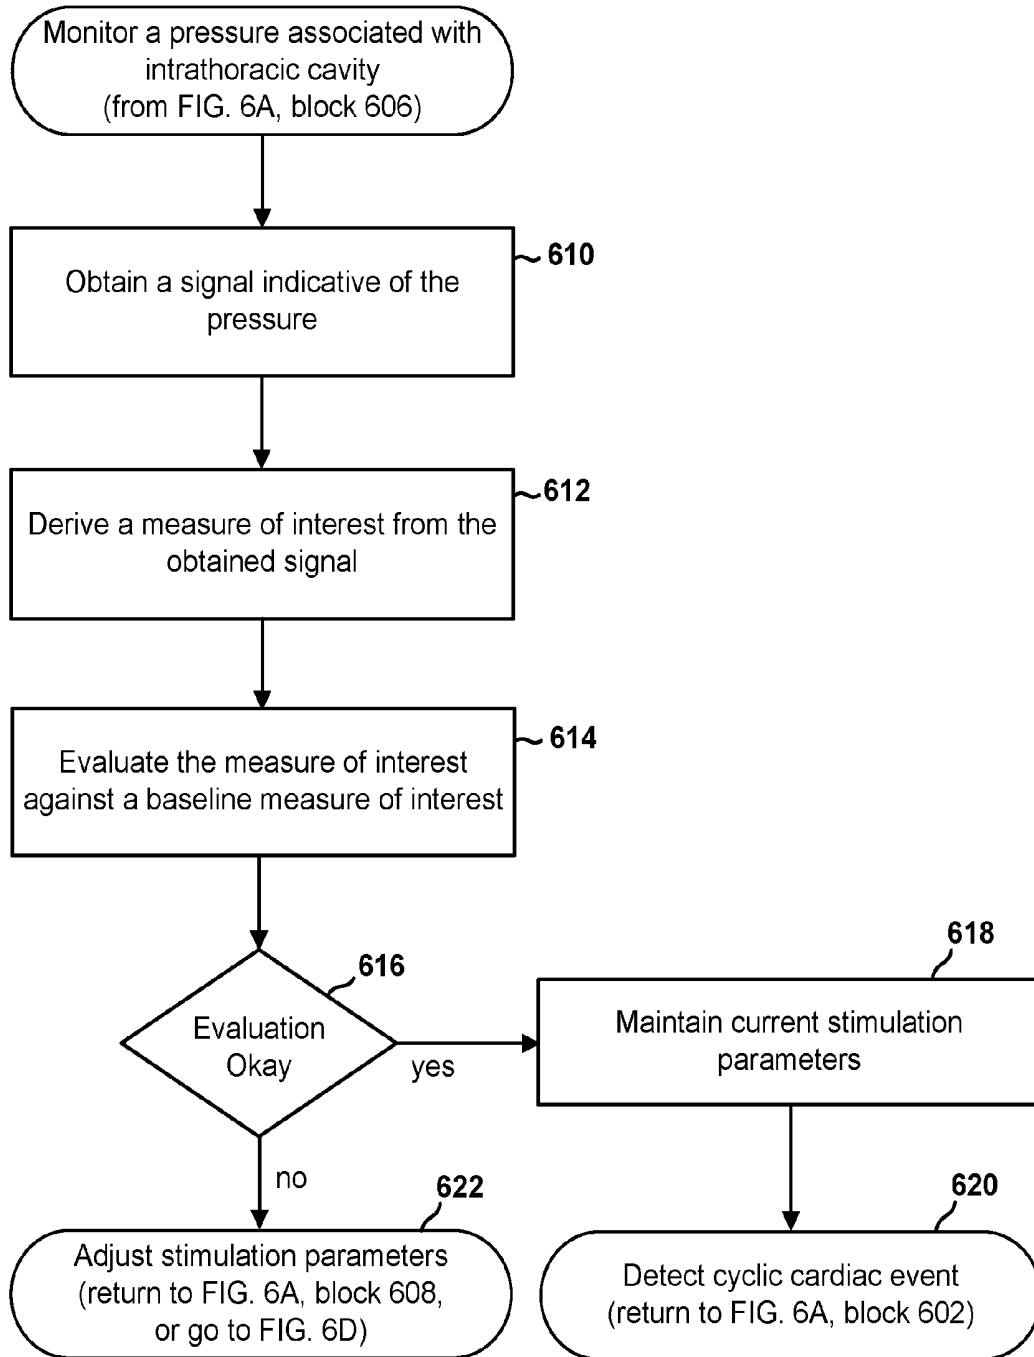 Monitor a pressure associated with
intrathoracic cavity
(from FIG. 6A, block 606)
610
Obtain a signal indicative of the
pressure
612
Derive a measure of interest from the
obtained signal
614
Evaluate the measure of interest
against a baseline measure of interest
616
Evaluation
Okay
yes
no
618
Maintain current stimulation
parameters
622
Adjust stimulation parameters
(return to FIG. 6A, block 608,
or go to FIG. 6D)
620
Detect cyclic cardiac event
(return to FIG. 6A, block 602)